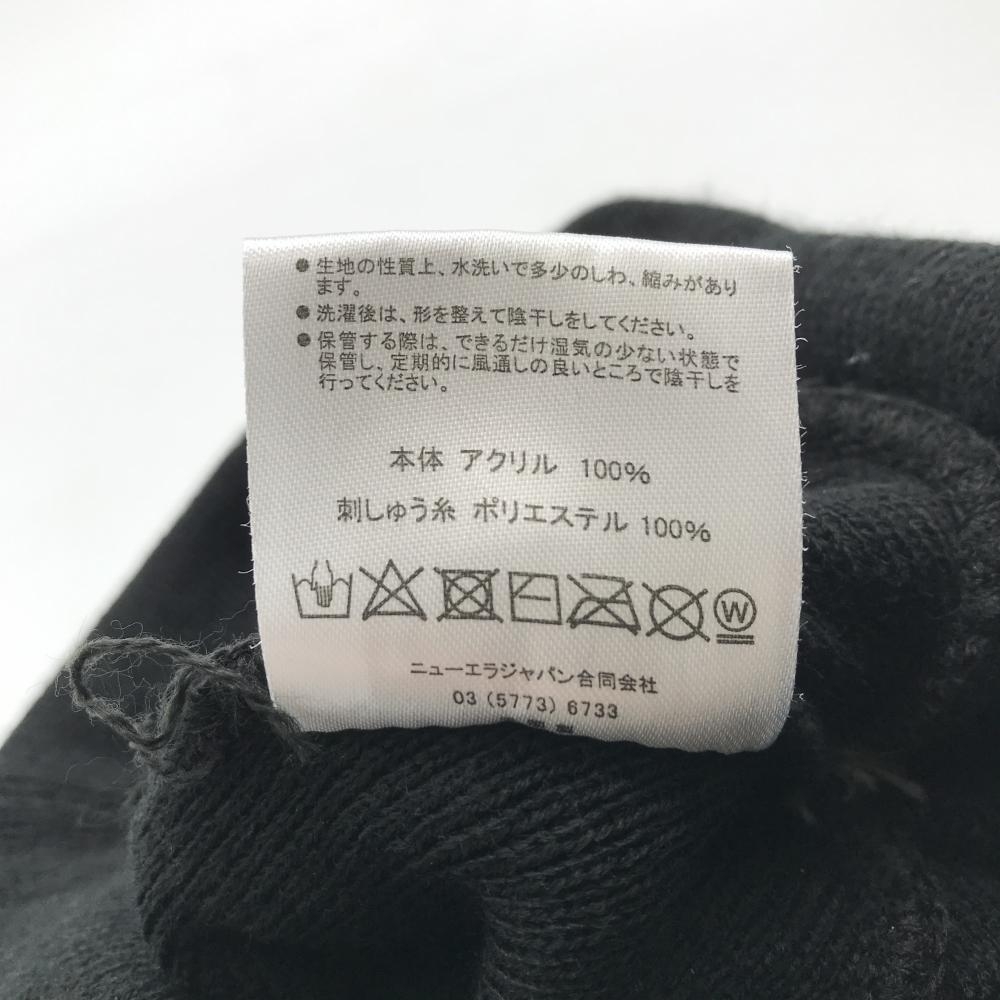 ● 生地の性質上、水洗いで多少のしわ、縮みがあり
ます。
● 洗濯後は、形を整えて陰干しをしてください。
● 保管する際は、できるだけ湿気の少ない状態で
保管し、定期的に風通しの良いところで陰干しを
行ってください。
本体 アクリル 100%
刺しゅう糸 ポリエステル 100%
W
ニューエラジャパン合同会社
03 (5773) 6733